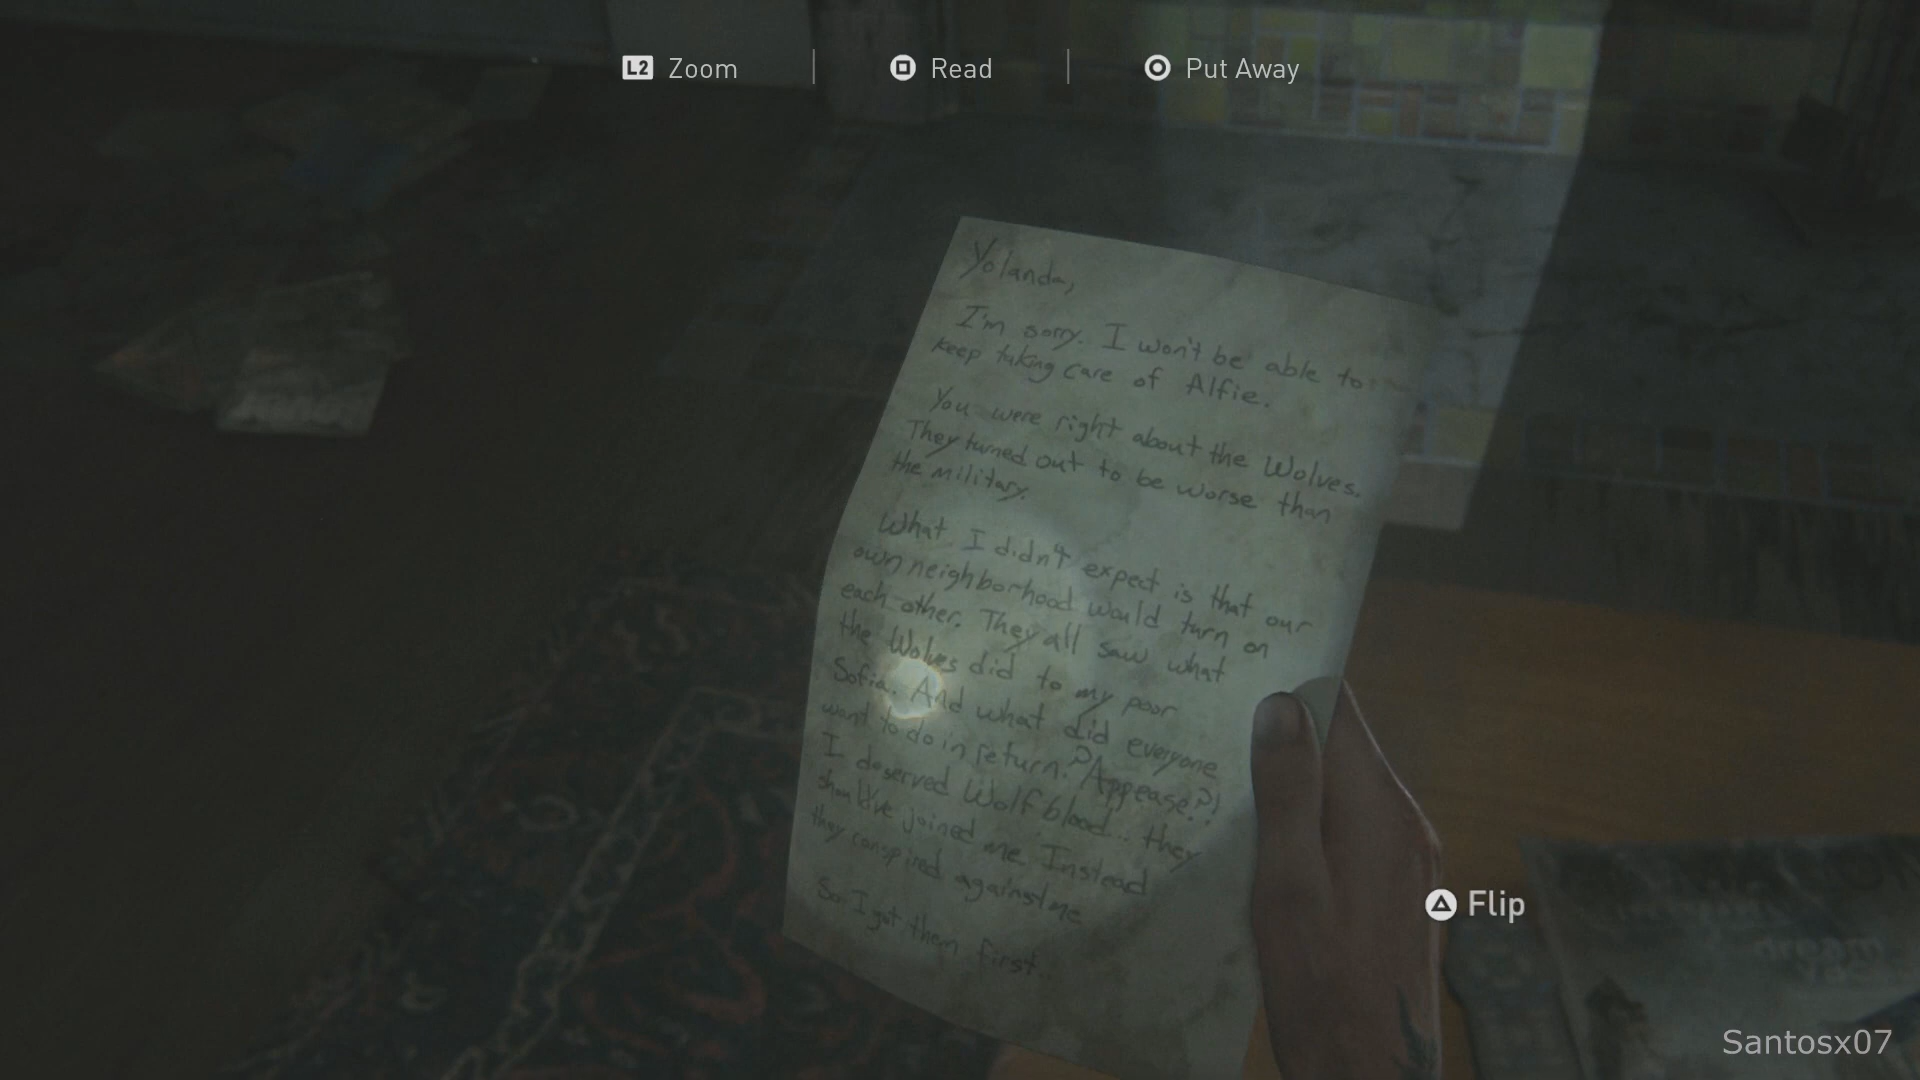 L2 Zoom
Read
Put Away
Yolanda,
I'm sorry. I won't be able to
keep taking care of Alfie.
You were right about the Wolves.
They turned out to be worse than
the military.
What I didn't expect is that our
own neighborhood would turn on
each other. They all saw what
the Wolves did to my poor
Sofia. And what did everyone
want to do in return? Appease?!
I deserved Wolf blood... they
should've joined me. Instead
they conspired against me
So I got them first...
Flip
dream
Santosx07